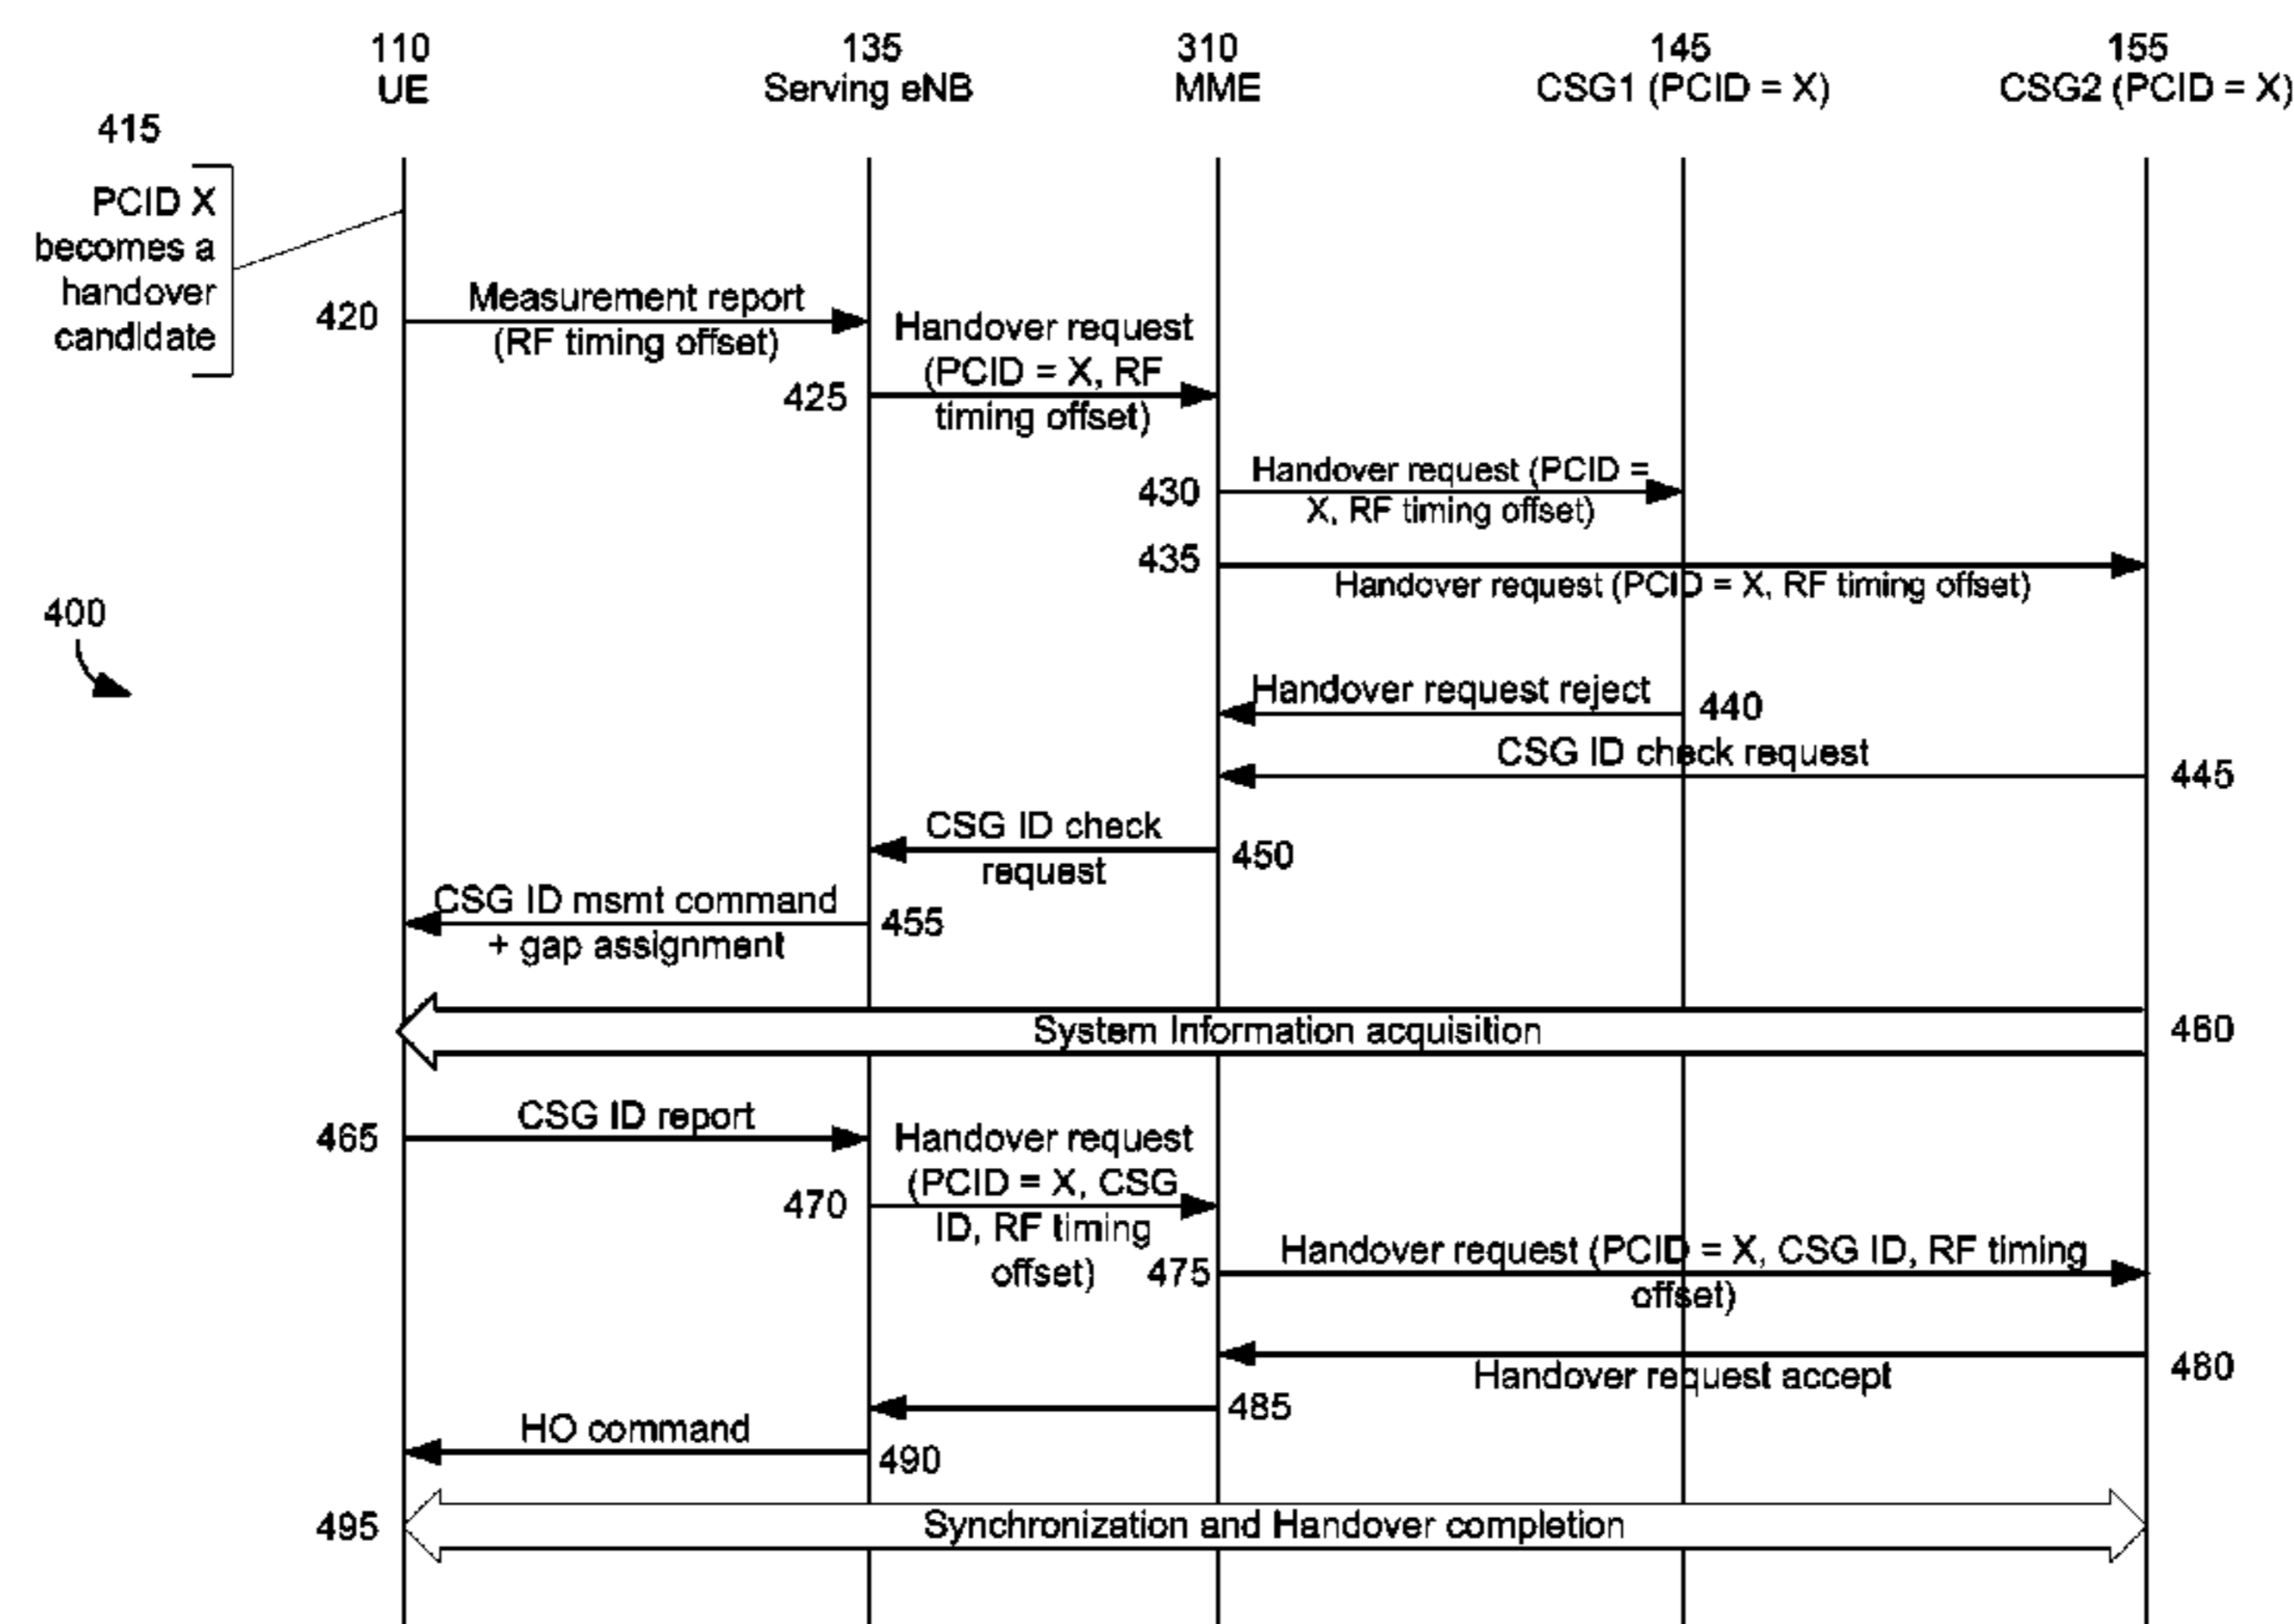 110
UE
135
Serving eNB
310
MME
145
CSG1 (PCID = X)
155
CSG2 (PCID = X)
415
PCID X
becomes a
handover
candidate
420
Measurement report
(RF timing offset)
Handover request
(PCID = X, RF
timing offset)
425
Handover request (PCID =
X, RF timing offset)
430
435
Handover request (PCID = X, RF timing offset)
400
Handover request reject
440
CSG ID check request
445
CSG ID check
request
450
CSG ID msmt command
+ gap assignment
455
System Information acquisition
460
465
CSG ID report
Handover request
(PCID = X, CSG
ID, RF timing
offset)
470
475
Handover request (PCID = X, CSG ID, RF timing
offset)
Handover request accept
480
485
HO command
490
495
Synchronization and Handover completion